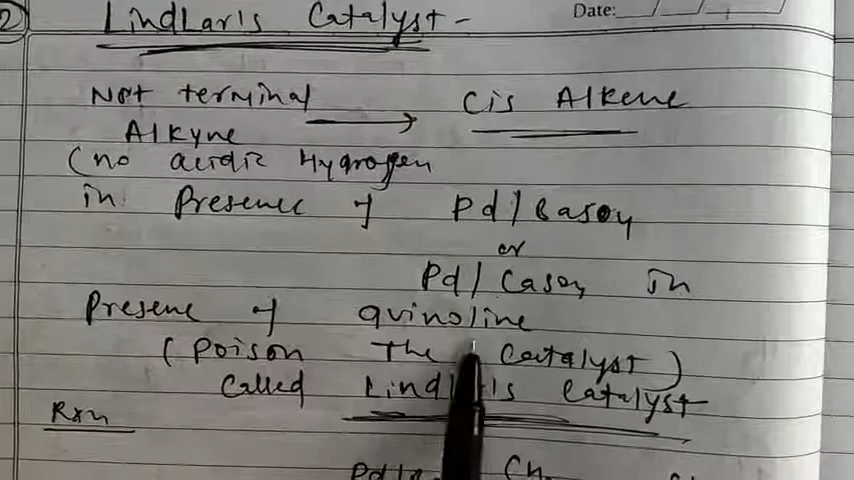 2
Lindlar's Catalyst -
Date:
Not terminal → Cis Alkene
Alkyne
(no acidic Hydrogen
in Presence of Pd/BaSO4
or
Pd/CaSO4 in
Presene of quinoline
(Poison The Catalyst)
Called Lindlar's Catalyst
Rxn